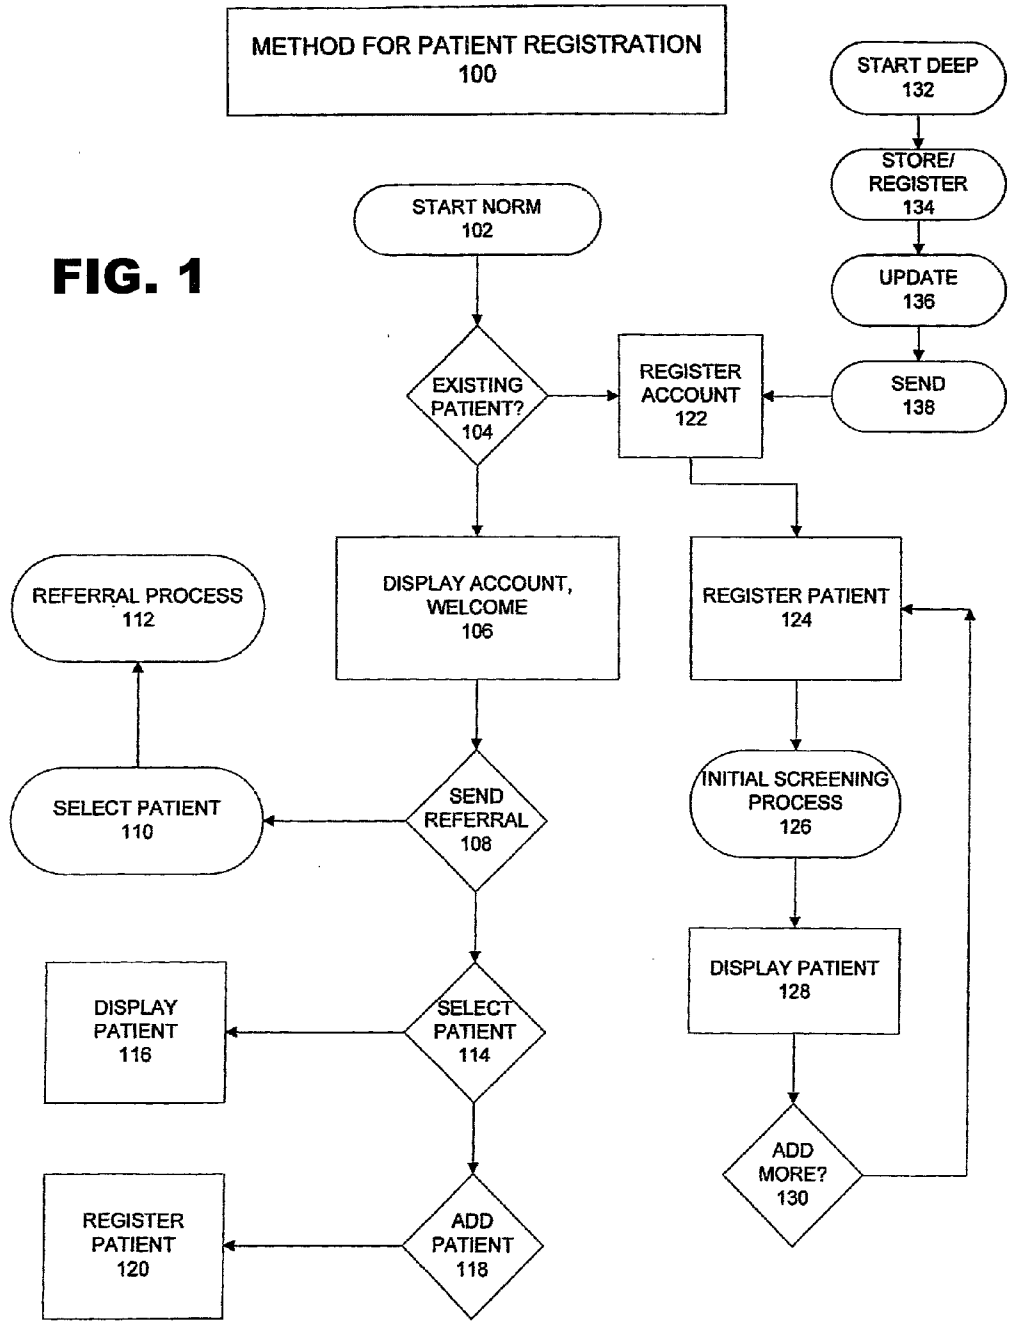 METHOD FOR PATIENT REGISTRATION
100
START DEEP
132
STORE/
REGISTER
134
START NORM
102
FIG. 1
UPDATE
136
EXISTING
PATIENT?
104
REGISTER
ACCOUNT
122
SEND
138
REFERRAL PROCESS
112
DISPLAY ACCOUNT,
WELCOME
106
REGISTER PATIENT
124
SELECT PATIENT
110
SEND
REFERRAL
108
INITIAL SCREENING
PROCESS
126
DISPLAY
PATIENT
116
SELECT
PATIENT
114
DISPLAY PATIENT
128
ADD
MORE?
130
REGISTER
PATIENT
120
ADD
PATIENT
118